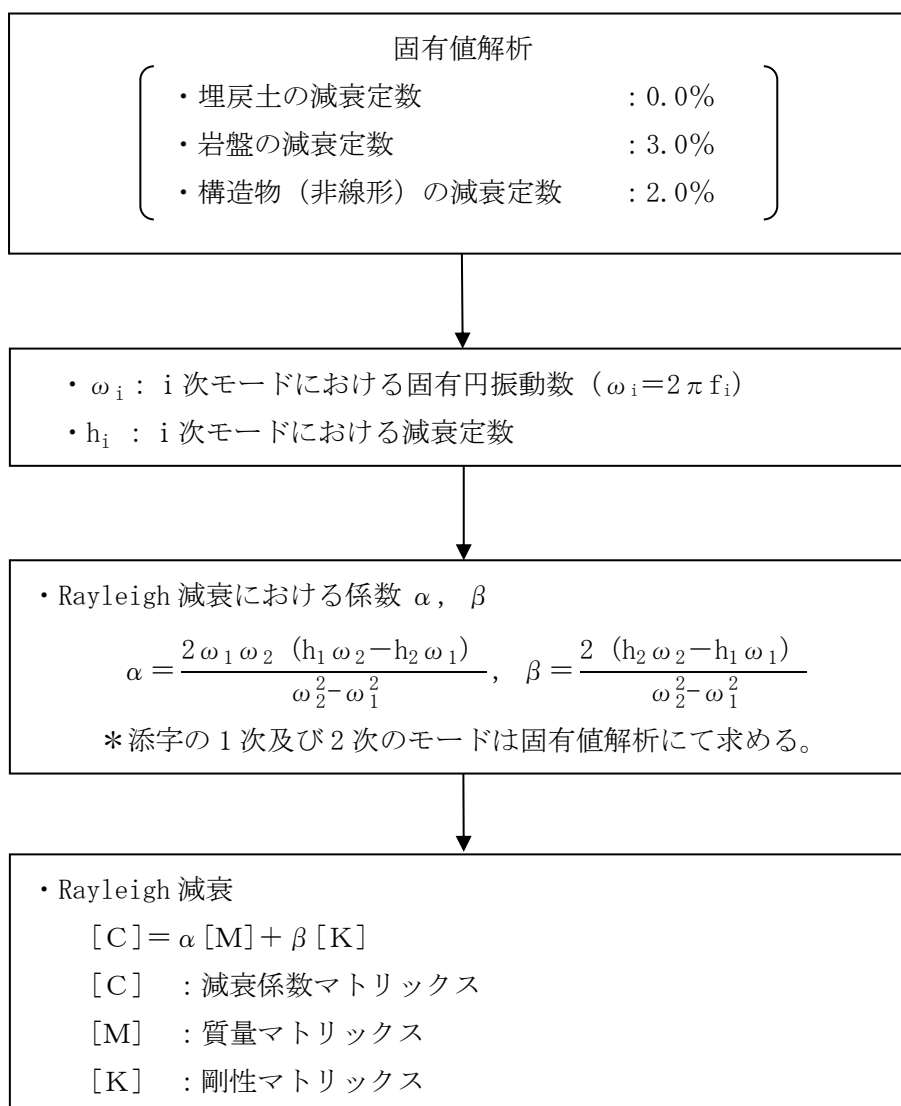 固有値解析
・埋戻土の減衰定数 :0.0%
・岩盤の減衰定数 :3.0%
・構造物(非線形)の減衰定数 :2.0%
・ω_i: i次モードにおける固有円振動数(ω_i=2πf_i)
・h_i : i次モードにおける減衰定数
・Rayleigh減衰における係数α, β
α=\frac{2ω_1ω_2 (h_1ω_2-h_2ω_1)}{ω_2^2-ω_1^2}, β=\frac{2 (h_2ω_2-h_1ω_1)}{ω_2^2-ω_1^2}
*添字の1次及び2次のモードは固有値解析にて求める。
・Rayleigh減衰
[C]=α[M]+β[K]
[C] :減衰係数マトリックス
[M] :質量マトリックス
[K] :剛性マトリックス